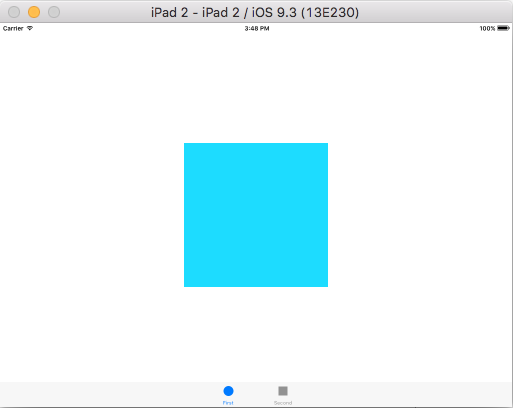 iPad 2 - iPad 2 / iOS 9.3 (13E230)
Carrier 3:48 PM 100%
First Second